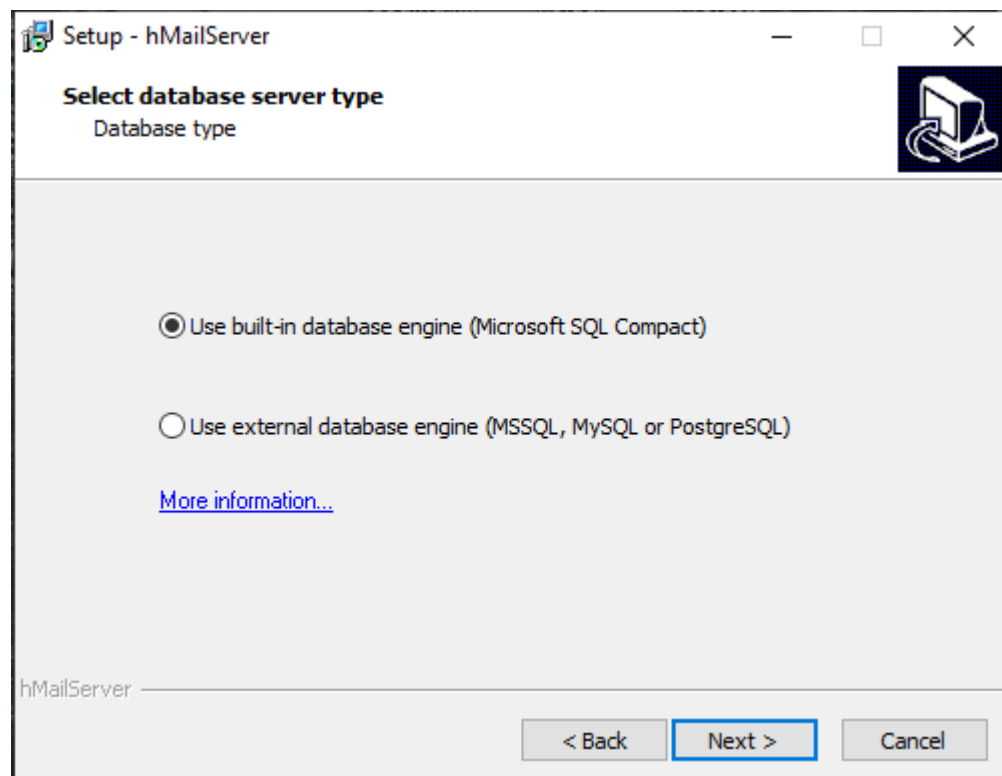 Setup - hMailServer
Select database server type
Database type
Use built-in database engine (Microsoft SQL Compact)
Use external database engine (MSSQL, MySQL or PostgreSQL)
More information...
hMailServer
< Back
Next >
Cancel